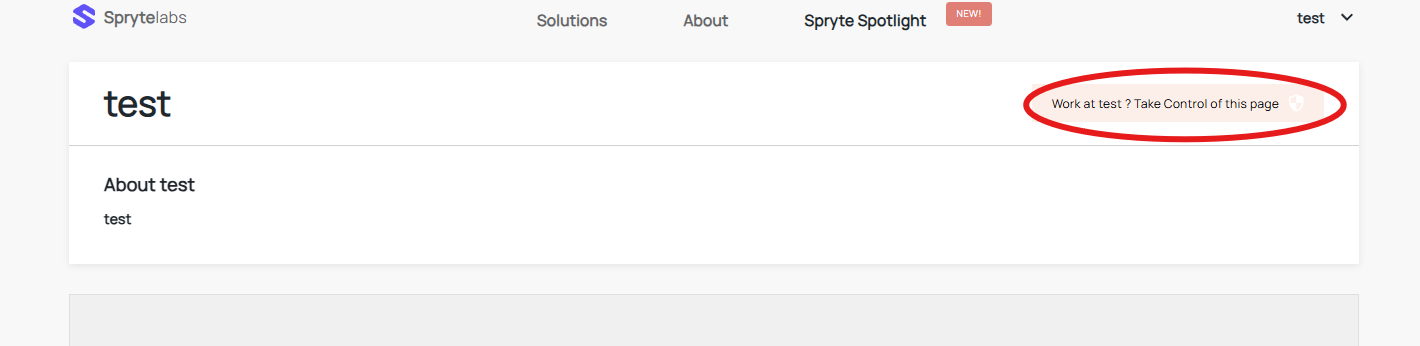 Sprytelabs
Solutions
About
Spryte Spotlight
NEW!
test
test
Work at test ? Take Control of this page
About test
test